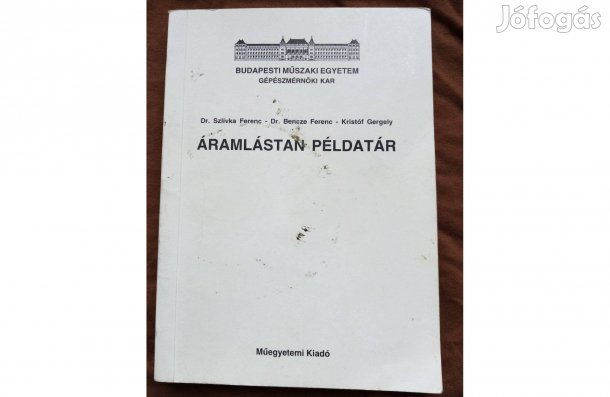 Jófogás
BUDAPESTI MŰSZAKI EGYETEM
GÉPÉSZMÉRNÖKI KAR
Dr. Szlivka Ferenc - Dr. Bencze Ferenc - Kristóf Gergely
ÁRAMLÁSTAN PÉLDATÁR
Műegyetemi Kiadó